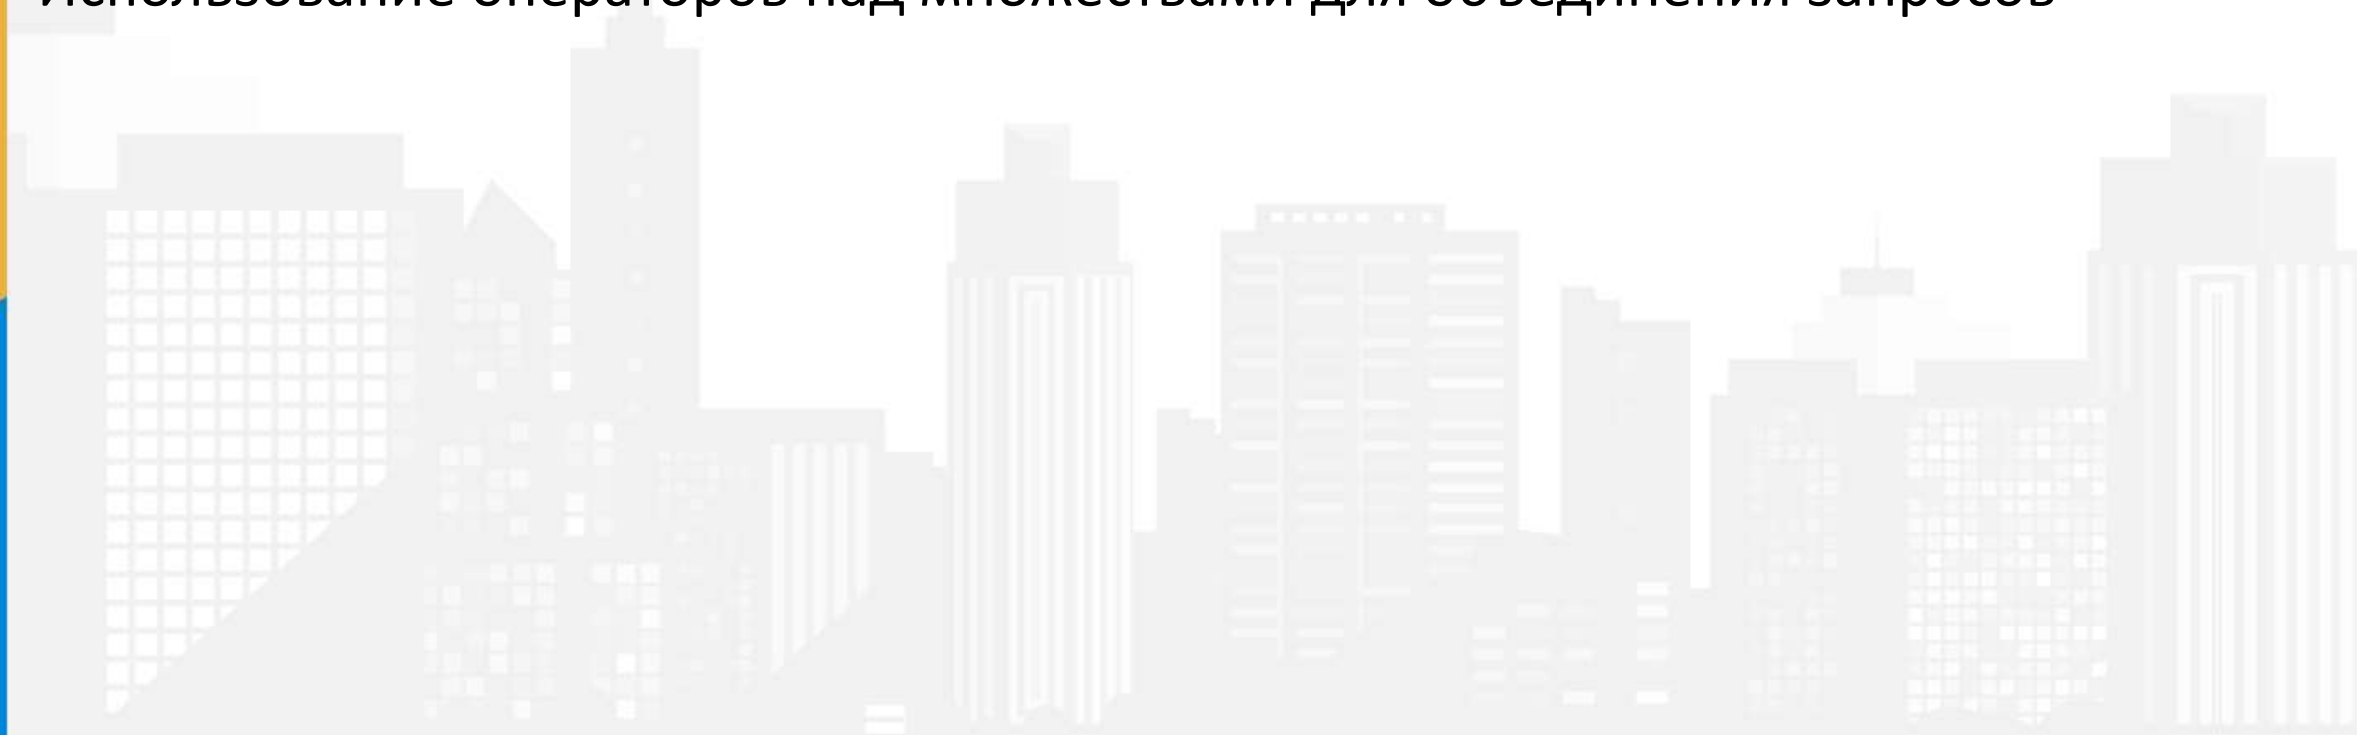 Использование операторов над множествами для объединения запросов